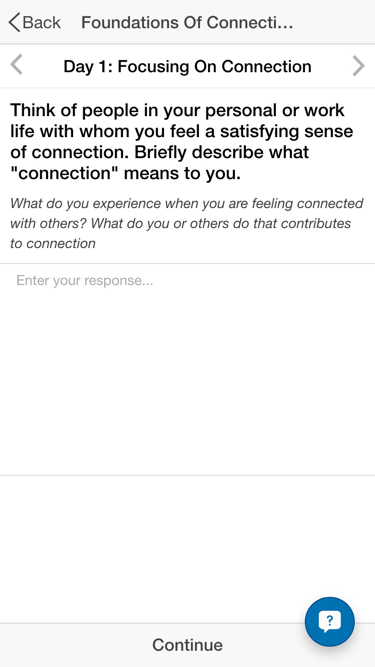 Back
Foundations Of Connecti...
Day 1: Focusing On Connection
Think of people in your personal or work
life with whom you feel a satisfying sense
of connection. Briefly describe what
"connection" means to you.
What do you experience when you are feeling connected
with others? What do you or others do that contributes
to connection
Enter your response...
?
Continue